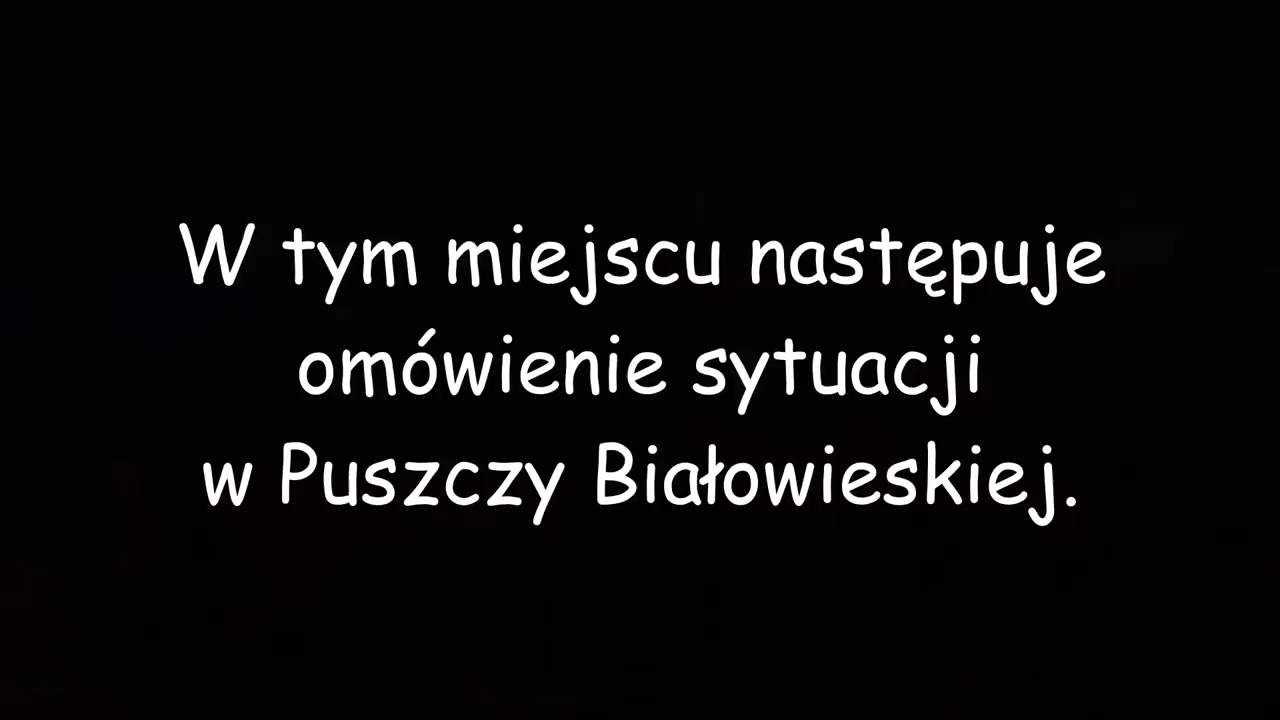 W tym miejscu następuje
omówienie sytuacji
w Puszczy Białowieskiej.